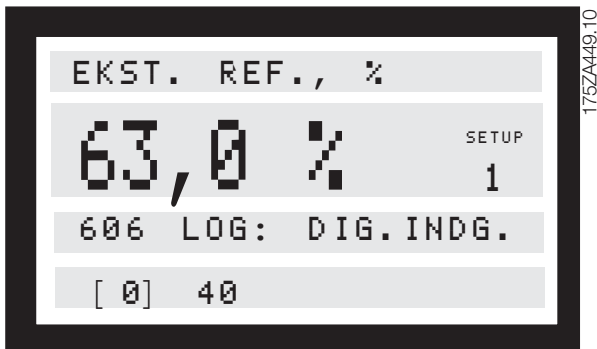 EKST. REF., %
63,0 %
SETUP
1
606 LOG: DIG.INDG.
[ 0] 40
175ZA449.10